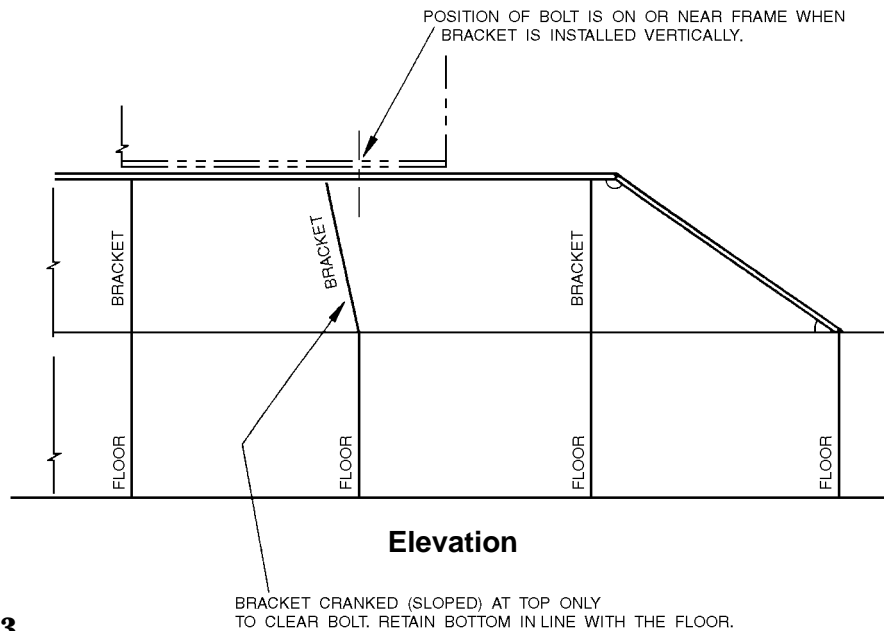 POSITION OF BOLT IS ON OR NEAR FRAME WHEN
BRACKET IS INSTALLED VERTICALLY.
BRACKET
BRACKET
BRACKET
FLOOR
FLOOR
FLOOR
FLOOR
Elevation
BRACKET CRANKED (SLOPED) AT TOP ONLY
TO CLEAR BOLT. RETAIN BOTTOM IN LINE WITH THE FLOOR.
3